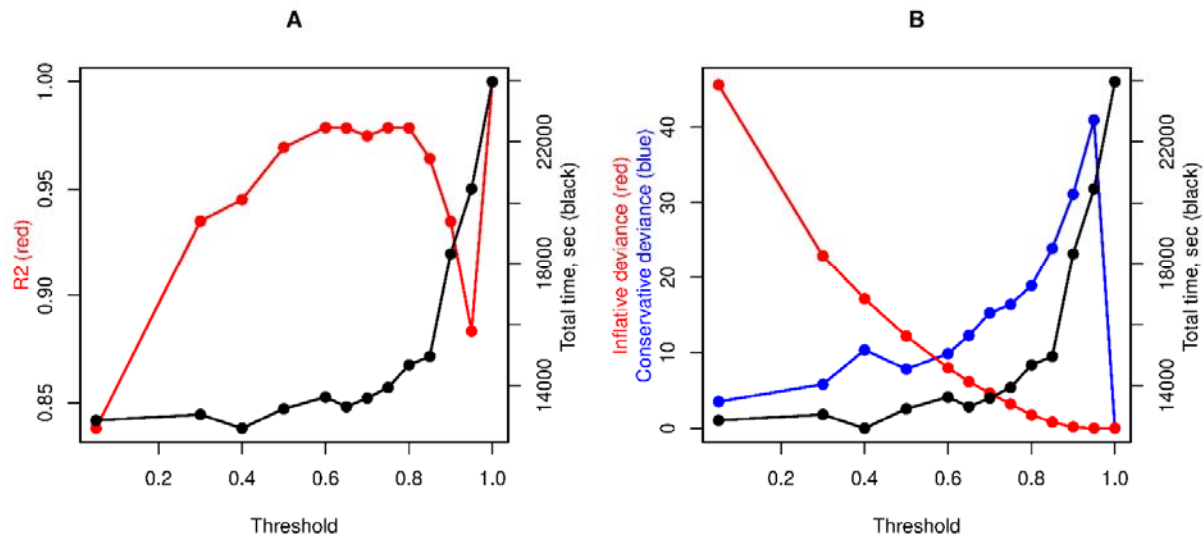 A
R2 (red)
1.00
0.95
0.90
0.85
22000
18000
14000
Total time, sec (black)
0.2 0.4 0.6 0.8 1.0
Threshold
B
Inflative deviance (red)
Conservative deviance (blue)
40
30
20
10
0
22000
18000
14000
Total time, sec (black)
0.2 0.4 0.6 0.8 1.0
Threshold